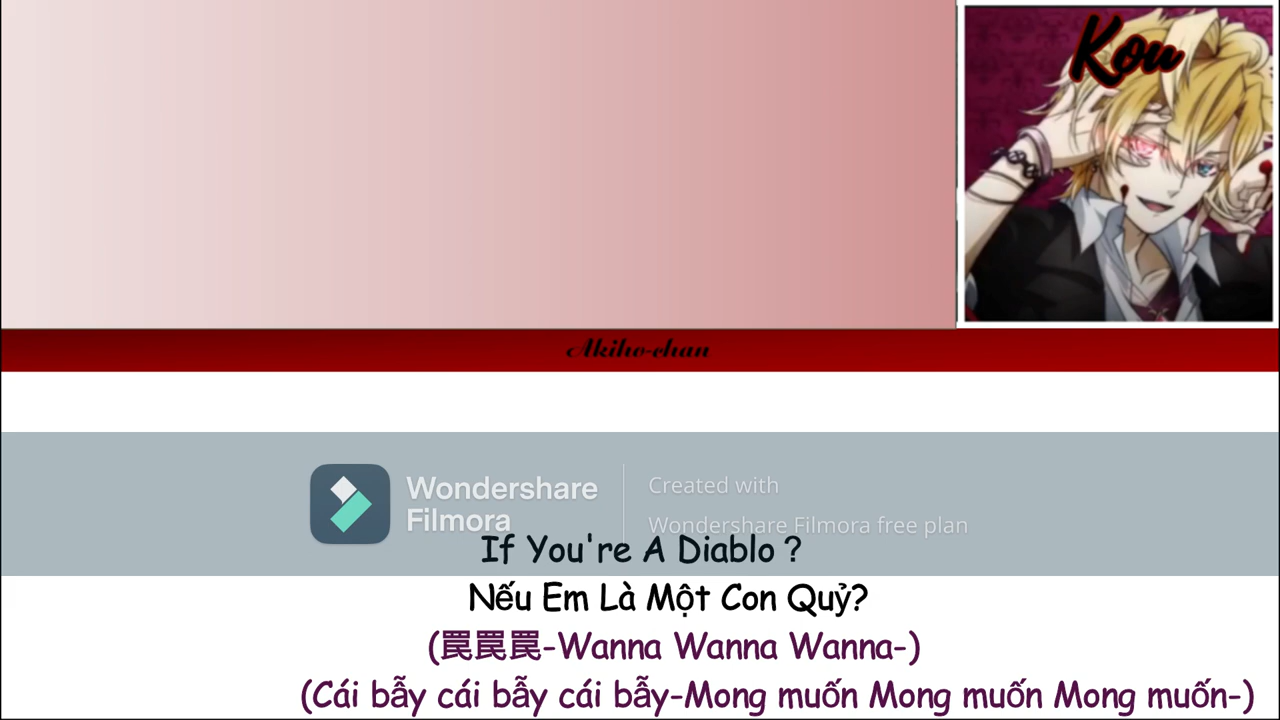 Kou
Akiho-chan
Wondershare
Filmora
Created with
Wondershare Filmora free plan
If You're A Diablo ?
Nếu Em Là Một Con Quỷ?
(罠罠罠-Wanna Wanna Wanna-)
(Cái bẫy cái bẫy cái bẫy-Mong muốn Mong muốn Mong muốn-)